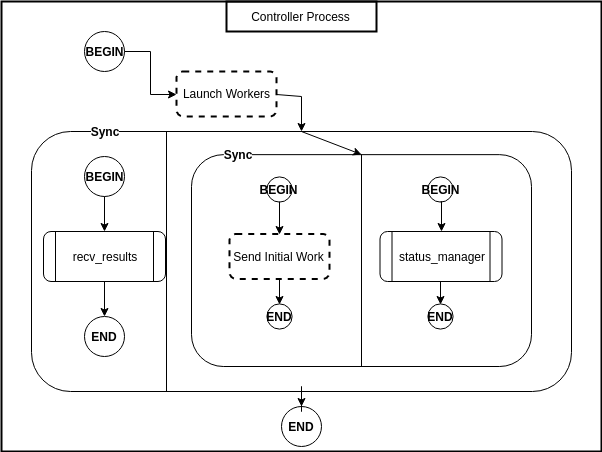 Controller Process
BEGIN
Launch Workers
Sync
Sync
BEGIN
BEGIN
BEGIN
recv_results
Send Initial Work
status_manager
END
END
END
END